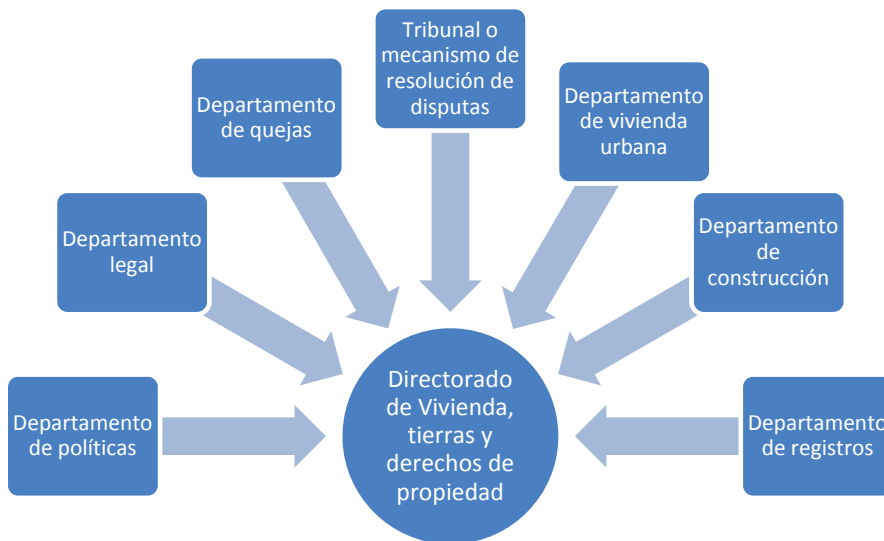 Tribunal o
mecanismo de
resolución de
disputas
Departamento
de quejas
Departamento
de vivienda
urbana
Departamento
legal
Departamento
de
construcción
Departamento
de políticas
Directorado
de Vivienda,
tierras y
derechos de
propiedad
Departamento
de registros